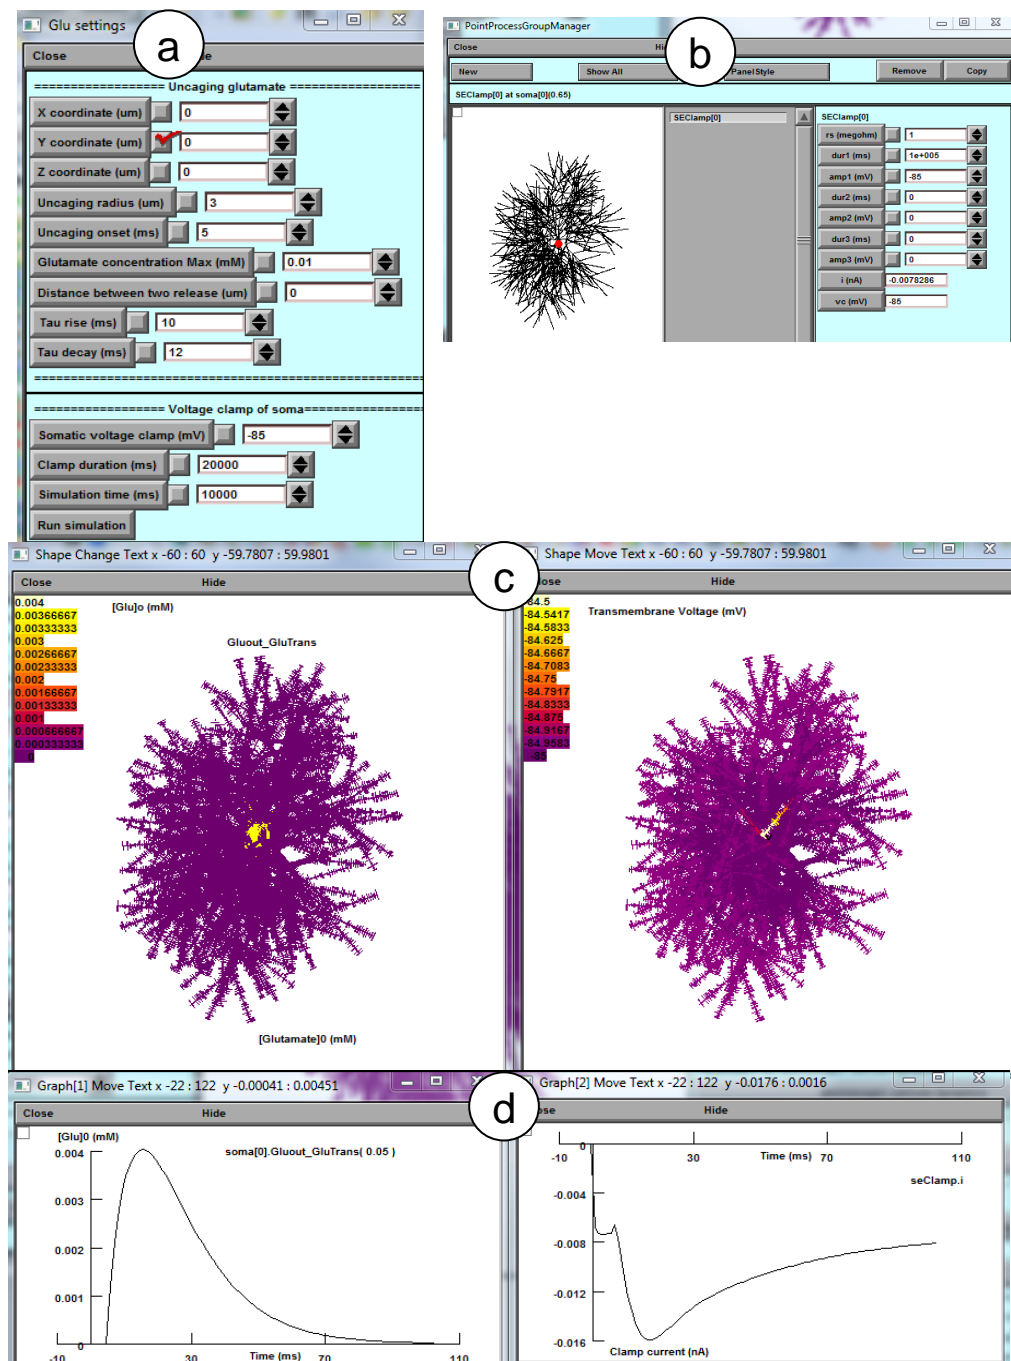 Glu settings
a
Close
Hide
Uncaging glutamate
X coordinate (um) 0
Y coordinate (um) 0
Z coordinate (um) 0
Uncaging radius (um) 3
Uncaging onset (ms) 5
Glutamate concentration Max (mM) 0.01
Distance between two release (um) 0
Tau rise (ms) 10
Tau decay (ms) 12
Voltage clamp of soma
Somatic voltage clamp (mV) -85
Clamp duration (ms) 20000
Simulation time (ms) 10000
Run simulation
PointProcessGroupManager
b
Close
New Show All PanelStyle Remove Copy
SEClamp[0] at soma[0](0.65)
SEClamp[0]
SEClamp[0]
rs (megohm) 1
dur1 (ms) 1e+005
amp1 (mV) -85
dur2 (ms) 0
amp2 (mV) 0
dur3 (ms) 0
amp3 (mV) 0
i (nA) -0.0078286
vc (mV) -85
Shape Change Text x -60 : 60 y -59.7807 : 59.9801
c
Close Hide
0.004
0.00366667
0.00333333
0.003
0.00266667
0.00233333
0.002
0.00166667
0.00133333
0.001
0.000666667
0.000333333
0
[Glu]o (mM)
Gluout_GluTrans
[Glutamate]0 (mM)
Shape Move Text x -60 : 60 y -59.7807 : 59.9801
Close Hide
-84.5
-84.5417
-84.5833
-84.625
-84.6667
-84.7083
-84.75
-84.7917
-84.8333
-84.875
-84.9167
-84.9583
-85
Transmembrane Voltage (mV)
Graph[1] Move Text x -22 : 122 y -0.00041 : 0.00451
d
Close Hide
[Glu]0 (mM)
soma[0].Gluout_GluTrans( 0.05 )
0.004
0.003
0.002
0.001
0
-10 30 Time (ms) 70 110
Graph[2] Move Text x -22 : 122 y -0.0176 : 0.0016
Close Hide
0
-10 30 Time (ms) 70 110
seClamp.i
-0.004
-0.008
-0.012
-0.016
Clamp current (nA)